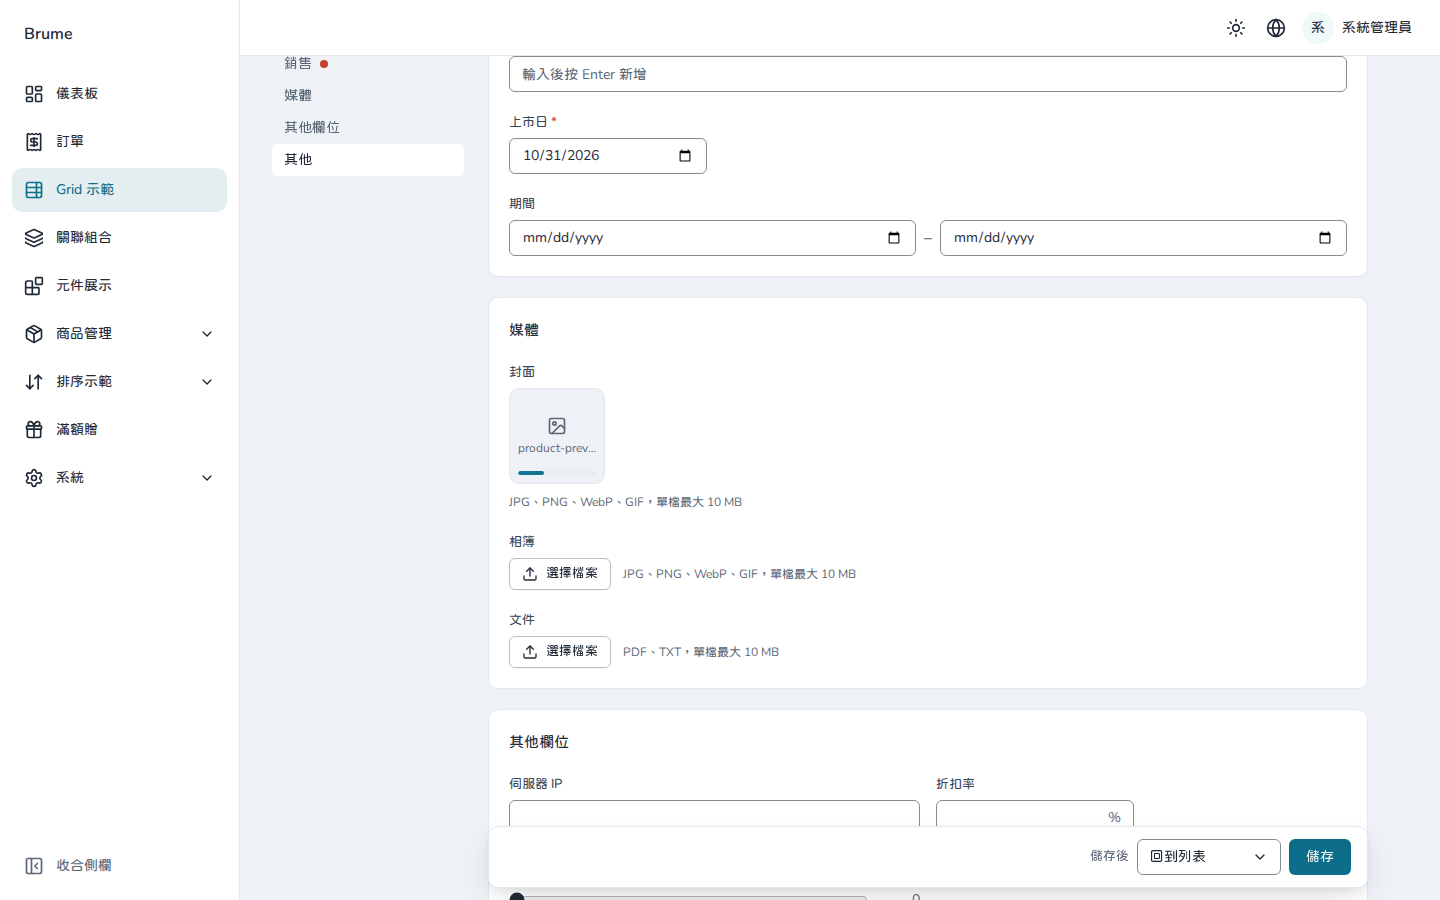 Brume
系
系統管理員
儀表板
訂單
Grid 示範
關聯組合
元件展示
商品管理
排序示範
滿額贈
系統
收合側欄
銷售
媒體
其他欄位
其他
輸入後按 Enter 新增
上市日 *
10/31/2026
期間
mm/dd/yyyy – mm/dd/yyyy
媒體
封面
product-prev...
JPG、PNG、WebP、GIF，單檔最大 10 MB
相簿
選擇檔案 JPG、PNG、WebP、GIF，單檔最大 10 MB
文件
選擇檔案 PDF、TXT，單檔最大 10 MB
其他欄位
伺服器 IP 折扣率
%
儲存後 回到列表 儲存
0